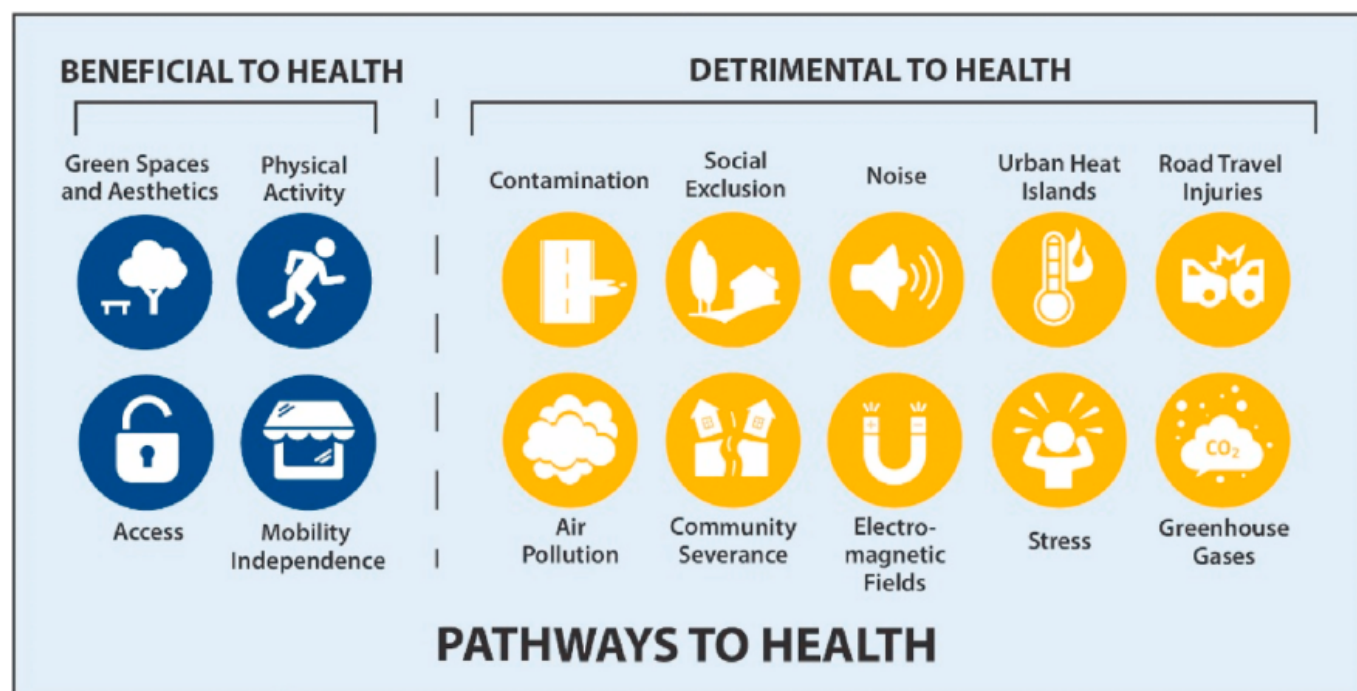 BENEFICIAL TO HEALTH
DETRIMENTAL TO HEALTH
Green Spaces
and Aesthetics
Physical
Activity
Contamination
Social
Exclusion
Noise
Urban Heat
Islands
Road Travel
Injuries
Access
Mobility
Independence
Air
Pollution
Community
Severance
+
-
Electro-
magnetic
Fields
Stress
CO₂
Greenhouse
Gases
PATHWAYS TO HEALTH